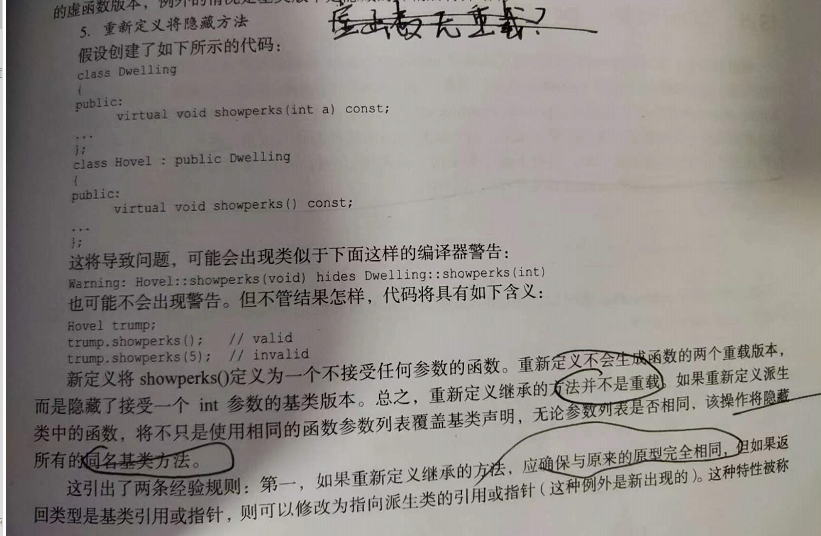 的虚函数版本，例外的情况是基类版本是隐藏的
5. 重新定义将隐藏方法
虚函数无重载？
假设创建了如下所示的代码：
class Dwelling
{
public:
virtual void showperks(int a) const;
...
};
class Hovel : public Dwelling
{
public:
virtual void showperks() const;
...
};
这将导致问题，可能会出现类似于下面这样的编译器警告：
Warning: Hovel::showperks(void) hides Dwelling::showperks(int)
也可能不会出现警告。但不管结果怎样，代码将具有如下含义：
Hovel trump;
trump.showperks(); // valid
trump.showperks(5); // invalid
新定义将 showperks()定义为一个不接受任何参数的函数。重新定义不会生成函数的两个重载版本，
而是隐藏了接受一个 int 参数的基类版本。总之，重新定义继承的方法并不是重载。如果重新定义派生
类中的函数，将不只是使用相同的函数参数列表覆盖基类声明，无论参数列表是否相同，该操作将隐藏
所有的同名基类方法。
这引出了两条经验规则：第一，如果重新定义继承的方法，应确保与原来的原型完全相同，但如果返
回类型是基类引用或指针，则可以修改为指向派生类的引用或指针（这种例外是新出现的）。这种特性被称